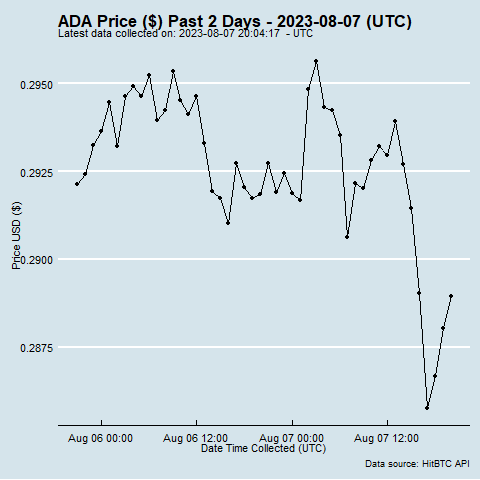 ADA Price ($) Past 2 Days - 2023-08-07 (UTC)
Latest data collected on: 2023-08-07 20:04:17  - UTC
0.2950
0.2925
0.2900
0.2875
Price USD ($)
Aug 06 00:00
Aug 06 12:00
Aug 07 00:00
Aug 07 12:00
Date Time Collected (UTC)
Data source: HitBTC API